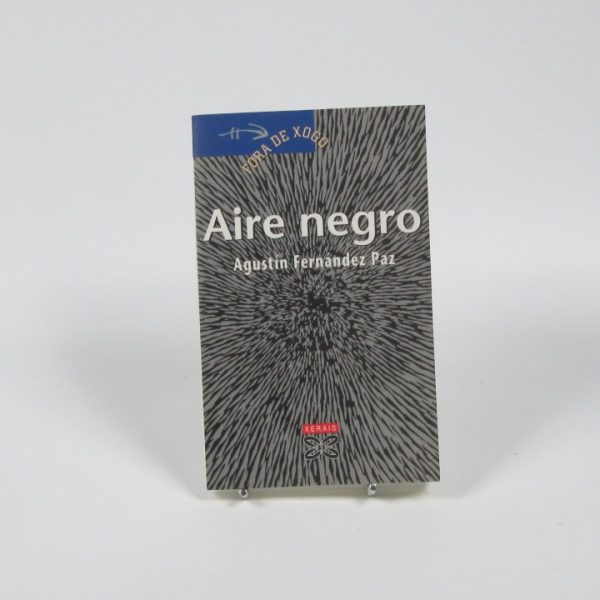 FORA DE XOGO
Aire negro
Agustín Fernández Paz
XERAIS